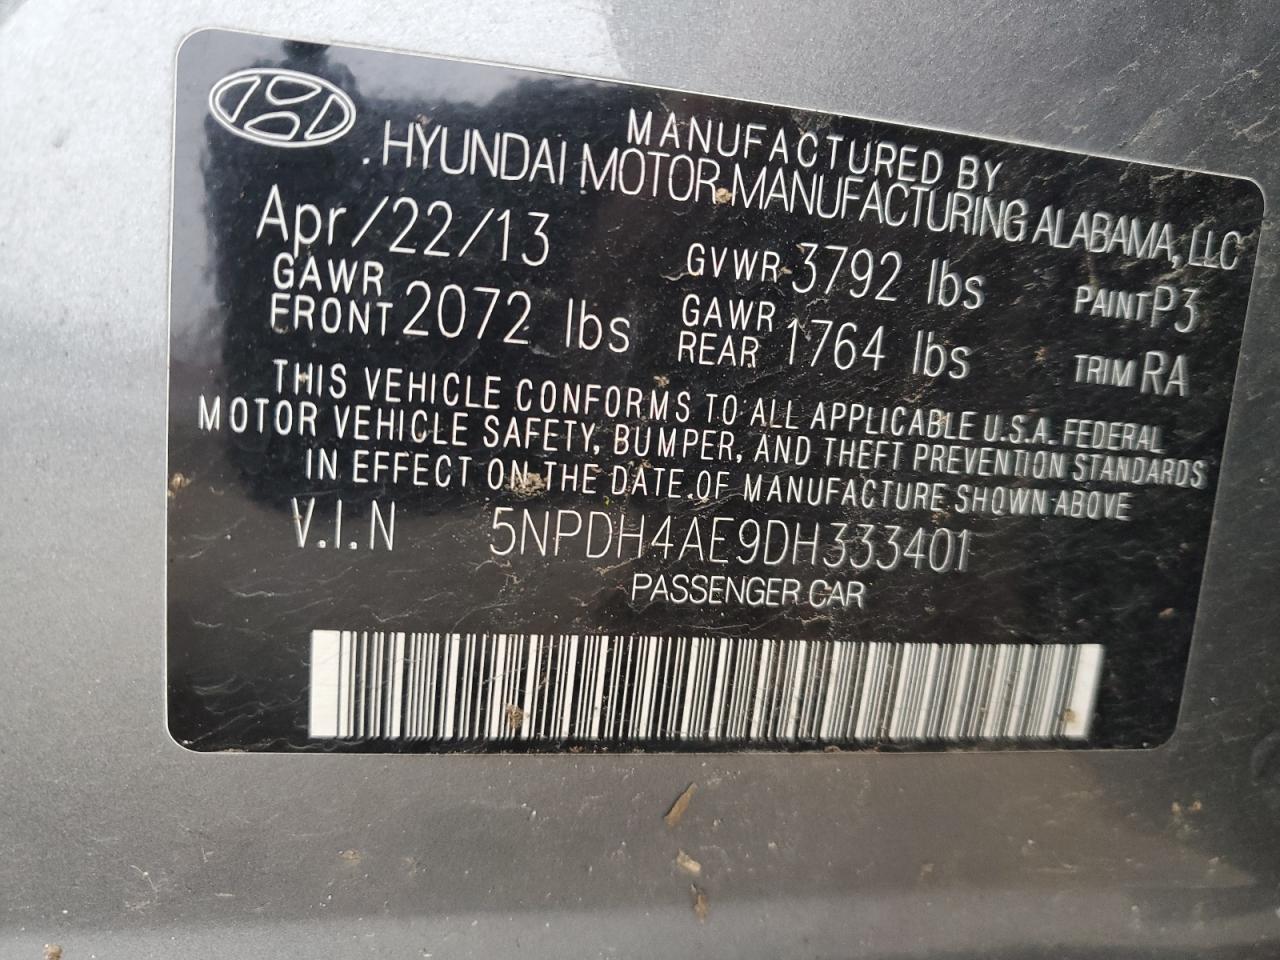 MANUFACTURED BY
. HYUNDAI MOTOR MANUFACTURING ALABAMA, LLC
Apr/22/13 GVWR 3792 lbs PAINT P3
GAWR FRONT 2072 lbs GAWR REAR 1764 lbs TRIM RA
THIS VEHICLE CONFORMS TO ALL APPLICABLE U.S.A. FEDERAL
MOTOR VEHICLE SAFETY, BUMPER, AND THEFT PREVENTION STANDARDS
IN EFFECT ON THE DATE OF MANUFACTURE SHOWN ABOVE
V.I.N 5NPDH4AE9DH333401
PASSENGER CAR